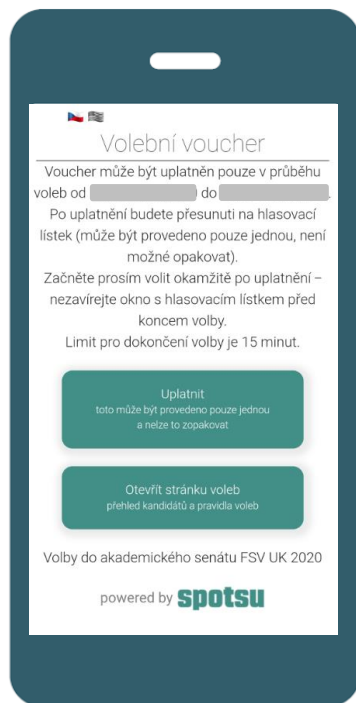 Volební voucher
Voucher může být uplatněn pouze v průběhu
voleb od do .
Po uplatnění budete přesunuti na hlasovací
lístek (může být provedeno pouze jednou, není
možné opakovat).
Začněte prosím volit okamžitě po uplatnění –
nezavírejte okno s hlasovacím lístkem před
koncem volby.
Limit pro dokončení volby je 15 minut.
Uplatnit
toto může být provedeno pouze jednou
a nelze to zopakovat
Otevřít stránku voleb
přehled kandidátů a pravidla voleb
Volby do akademického senátu FSV UK 2020
powered by spotsu